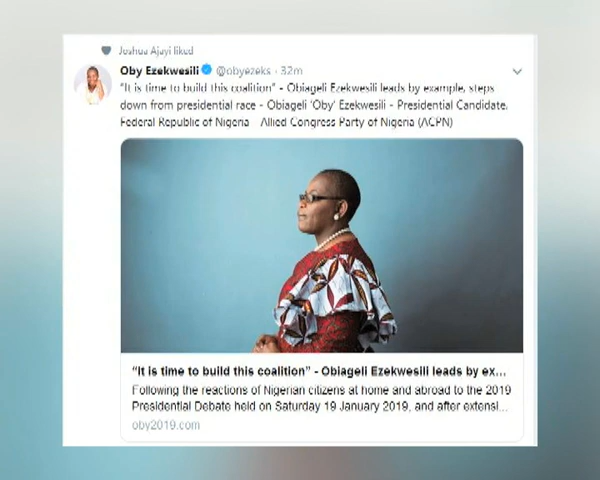 Joshua Ajayi liked
Oby Ezekwesili @obyezeks · 32m
"It is time to build this coalition" - Obiageli Ezekwesili leads by example, steps
down from presidential race - Obiageli 'Oby' Ezekwesili - Presidential Candidate,
Federal Republic of Nigeria - Allied Congress Party of Nigeria (ACPN)
"It is time to build this coalition" - Obiageli Ezekwesili leads by ex...
Following the reactions of Nigerian citizens at home and abroad to the 2019
Presidential Debate held on Saturday 19 January 2019, and after extensi...
oby2019.com